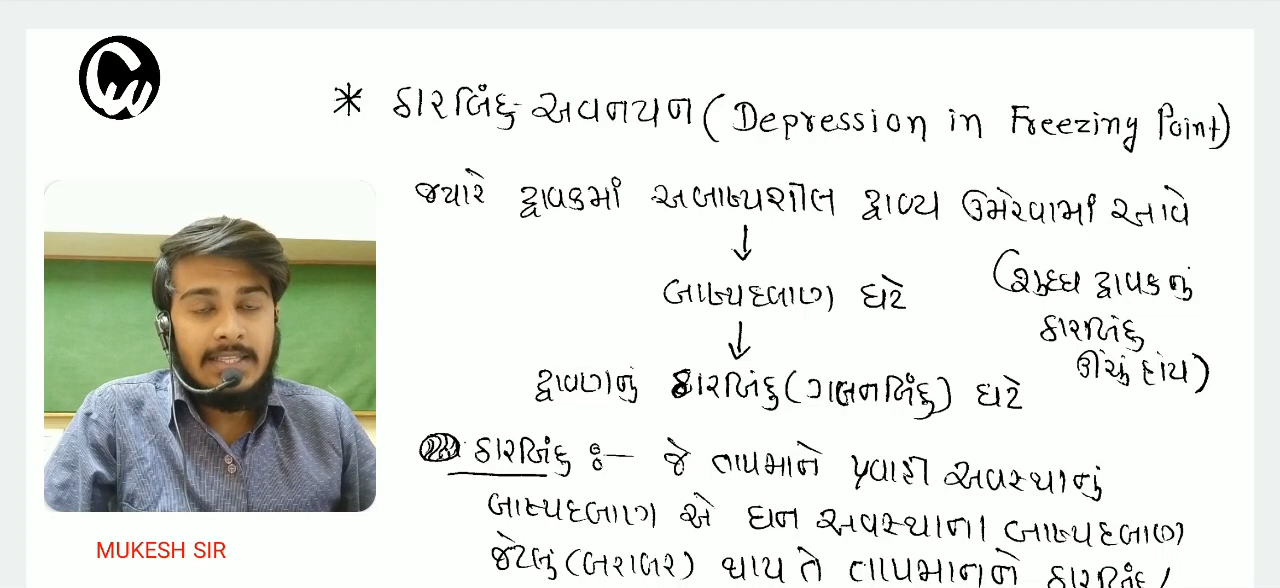 * ઠારબિંદુ-અવનયન (Depression in Freezing Point)
જ્યારે દ્રાવકમાં અબાષ્પશીલ દ્રાવ્ય ઉમેરવામાં આવે
↓
બાષ્પદબાણ ઘટે
(શુદ્ધ દ્રાવકનું
ઠારબિંદુ
ઊંચું હોય)
↓
દ્રાવણનું ઠારબિંદુ (ગલનબિંદુ) ઘટે
ઠારબિંદુ :- જે તાપમાને પ્રવાહી અવસ્થાનું
બાષ્પદબાણ એ ઘન અવસ્થાના બાષ્પદબાણ
જેટલું (બરાબર) થાય તે તાપમાનને ઠારબિંદુ/
MUKESH SIR